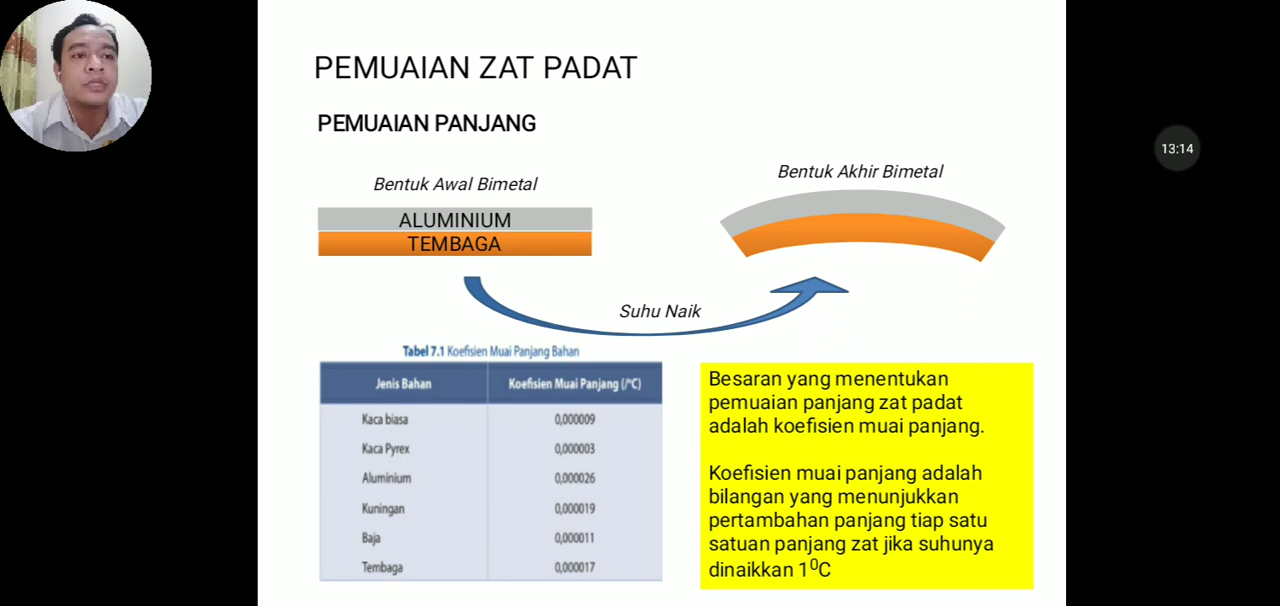 PEMUAIAN ZAT PADAT
PEMUAIAN PANJANG
13:14
Bentuk Awal Bimetal
Bentuk Akhir Bimetal
ALUMINIUM
TEMBAGA
Suhu Naik
Tabel 7.1 Koefisien Muai Panjang Bahan
Jenis Bahan Koefisien Muai Panjang (/°C)
Kaca biasa 0,000009
Kaca Pyrex 0,000003
Aluminium 0,000026
Kuningan 0,000019
Baja 0,000011
Tembaga 0,000017
Besaran yang menentukan
pemuaian panjang zat padat
adalah koefisien muai panjang.
Koefisien muai panjang adalah
bilangan yang menunjukkan
pertambahan panjang tiap satu
satuan panjang zat jika suhunya
dinaikkan 1⁰C